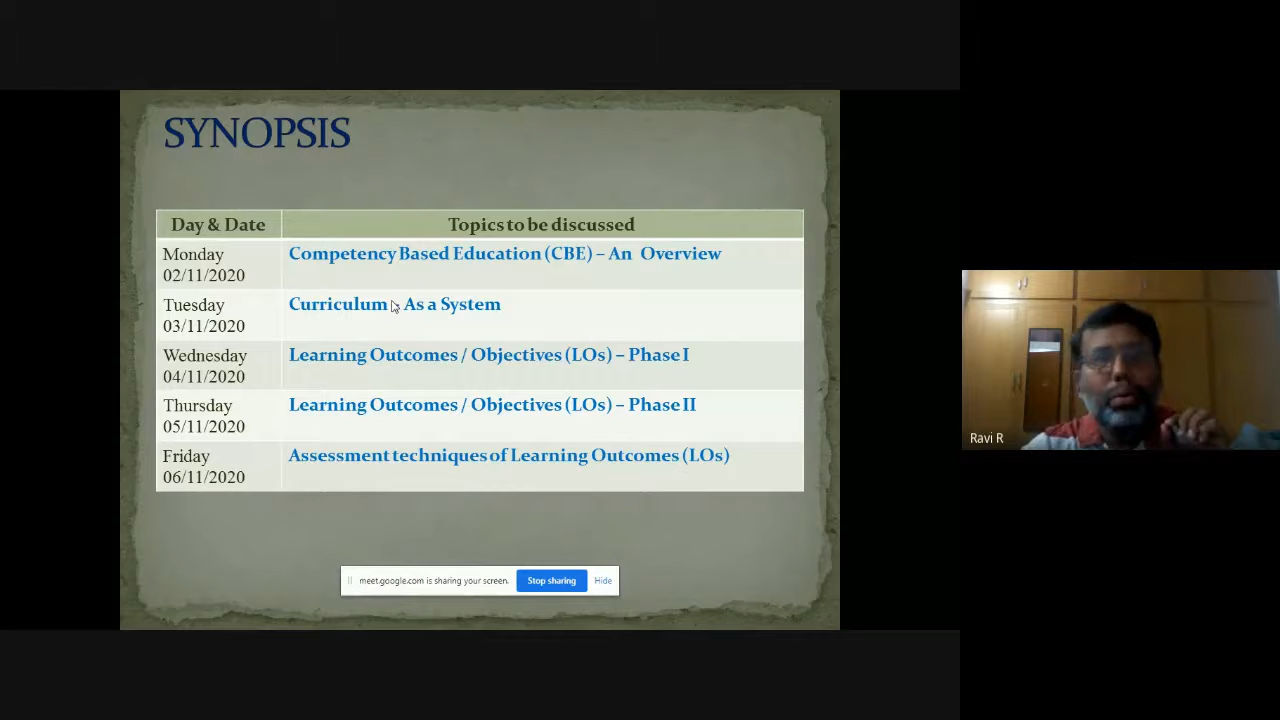 SYNOPSIS
Day & Date Topics to be discussed
Monday Competency Based Education (CBE) – An Overview
02/11/2020
Tuesday Curriculum As a System
03/11/2020
Wednesday Learning Outcomes / Objectives (LOs) – Phase I
04/11/2020
Thursday Learning Outcomes / Objectives (LOs) – Phase II
05/11/2020
Friday Assessment techniques of Learning Outcomes (LOs)
06/11/2020
meet.google.com is sharing your screen. Stop sharing Hide
Ravi R